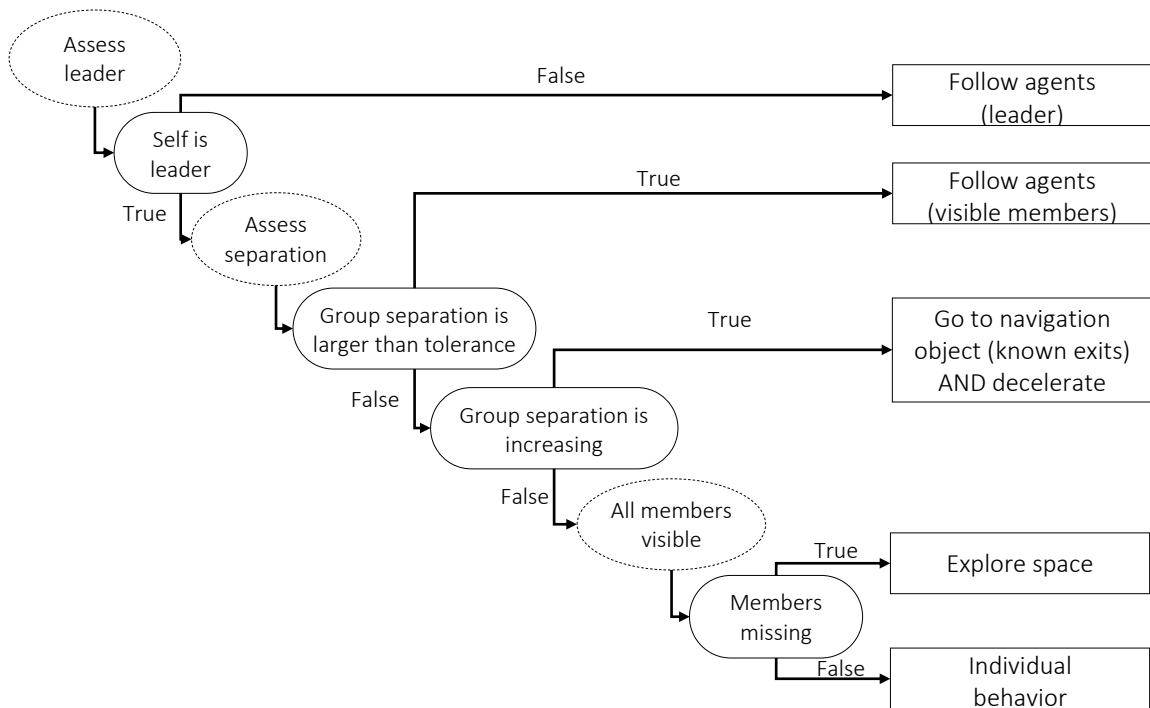 Assess
leader
False
Follow agents
(leader)
Self is
leader
True
True
Follow agents
(visible members)
Assess
separation
Group separation is
larger than tolerance
True
Go to navigation
object (known exits)
AND decelerate
False
Group separation is
increasing
False
All members
visible
True
Explore space
Members
missing
False
Individual
behavior